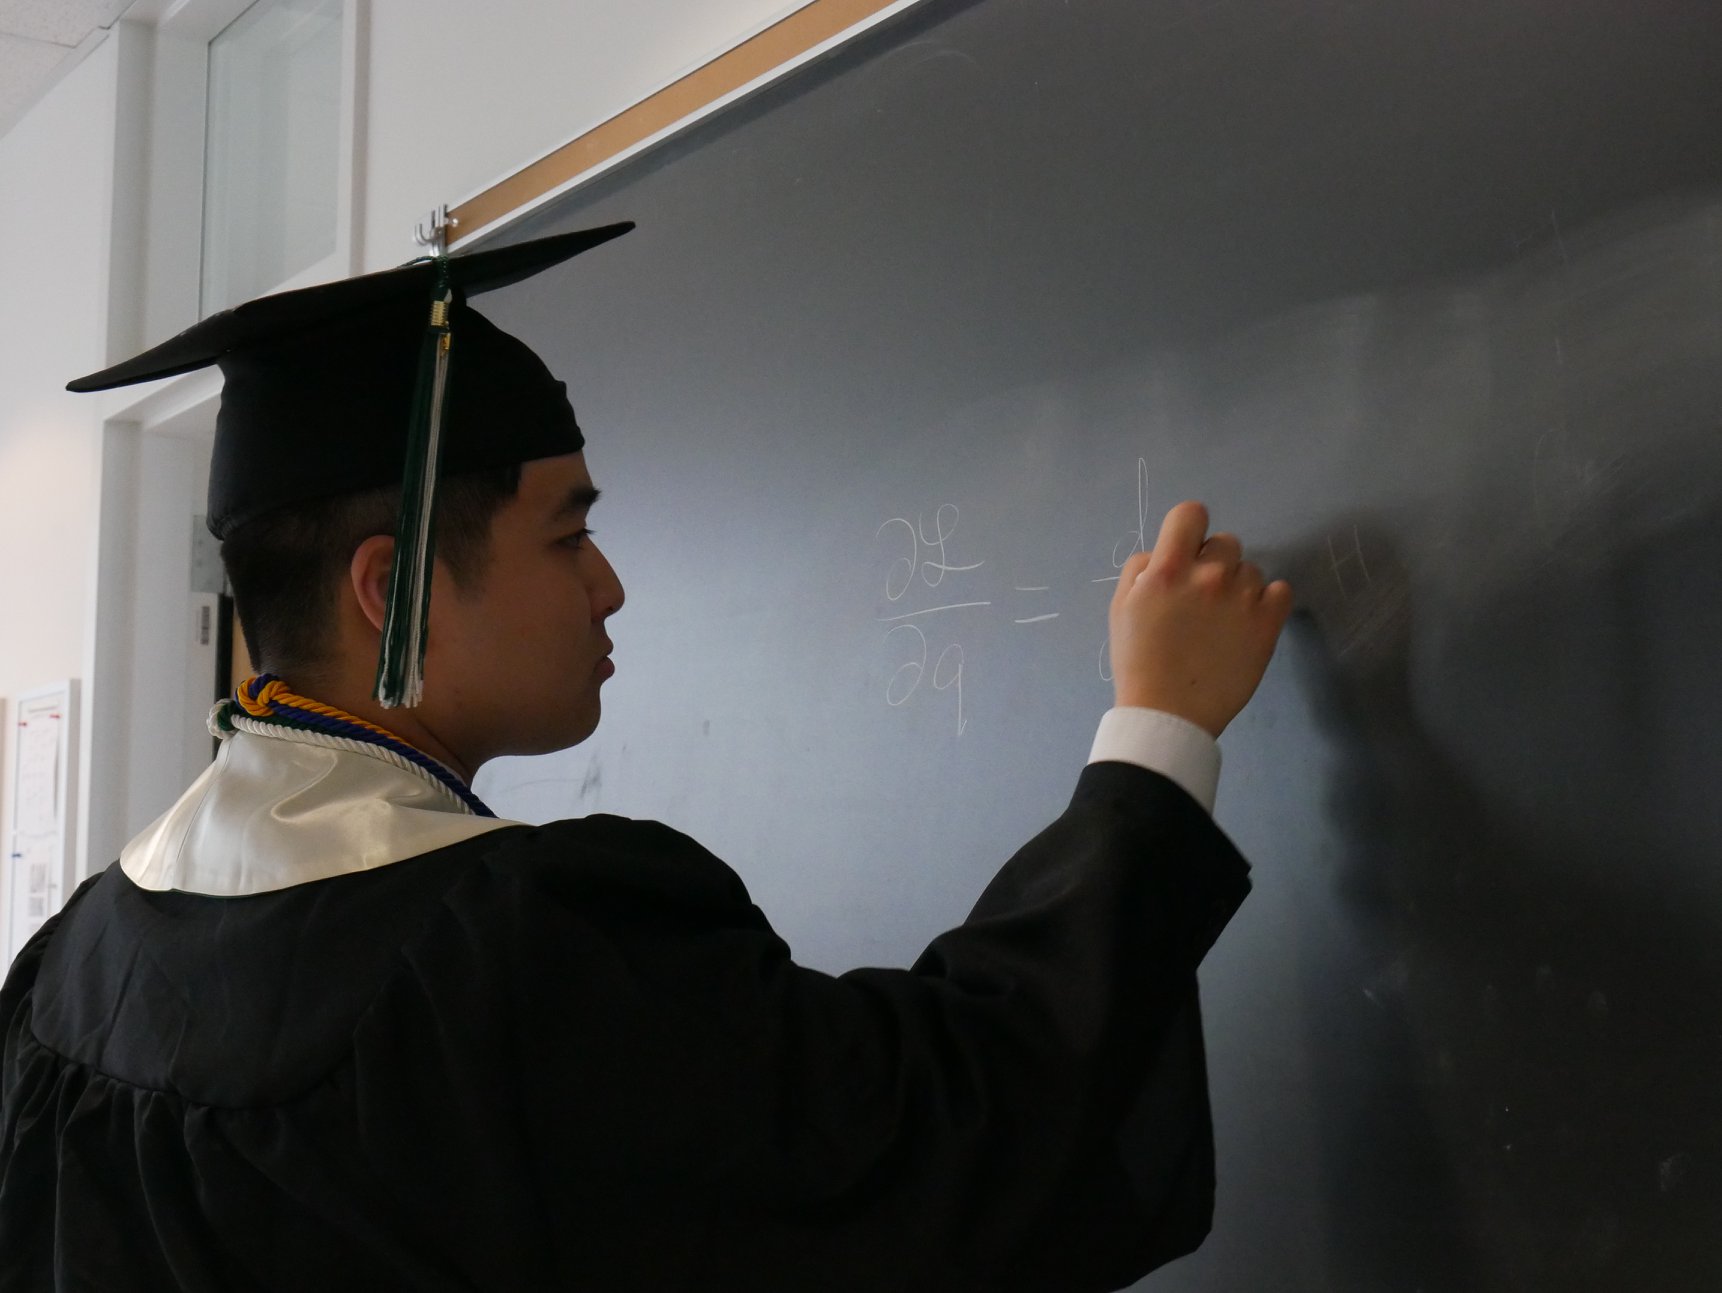 ∂ℒ/∂q = d